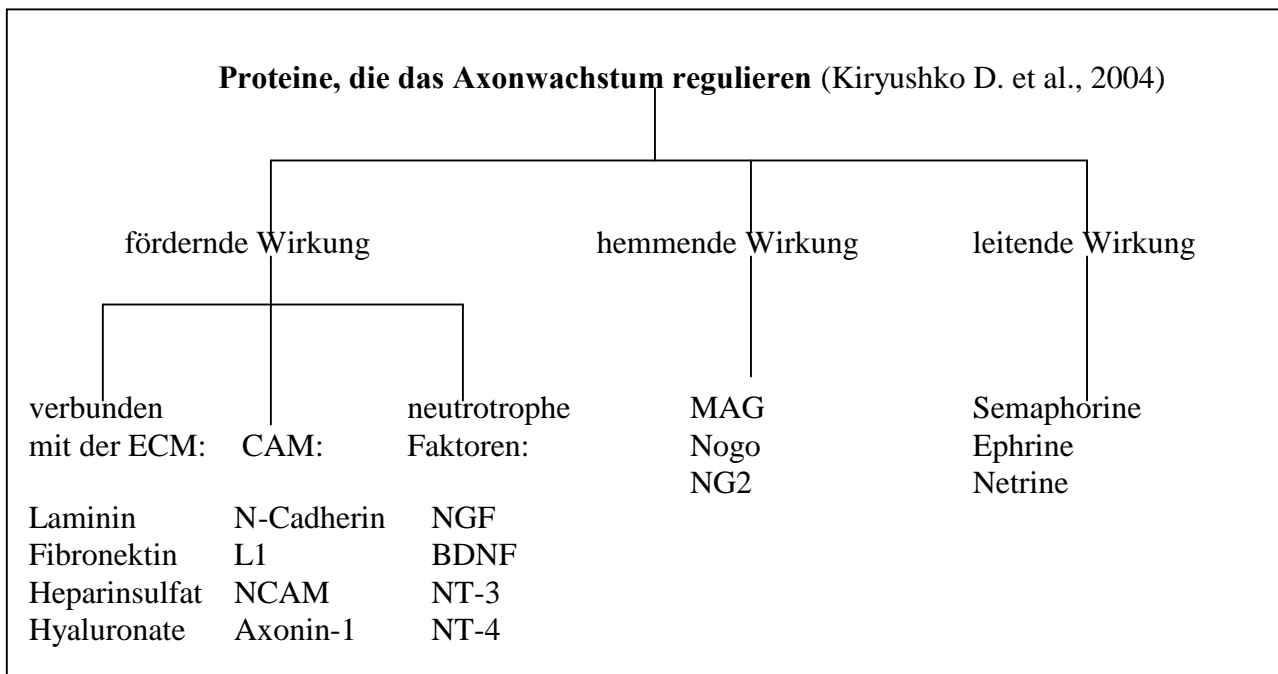 Proteine, die das Axonwachstum regulieren (Kiryushko D. et al., 2004)
fördernde Wirkung
hemmende Wirkung
leitende Wirkung
verbunden
mit der ECM:
CAM:
neutrotrophe
Faktoren:
Laminin
Fibronektin
Heparinsulfat
Hyaluronate
N-Cadherin
L1
NCAM
Axonin-1
NGF
BDNF
NT-3
NT-4
MAG
Nogo
NG2
Semaphorine
Ephrine
Netrine